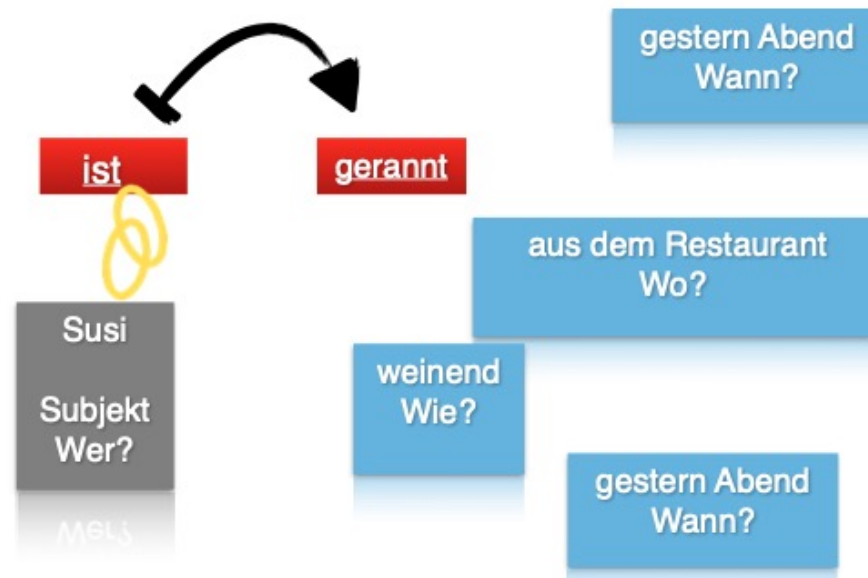 gestern Abend
Wann?
ist
gerannt
aus dem Restaurant
Wo?
Susi
Subjekt
Wer?
weinend
Wie?
gestern Abend
Wann?